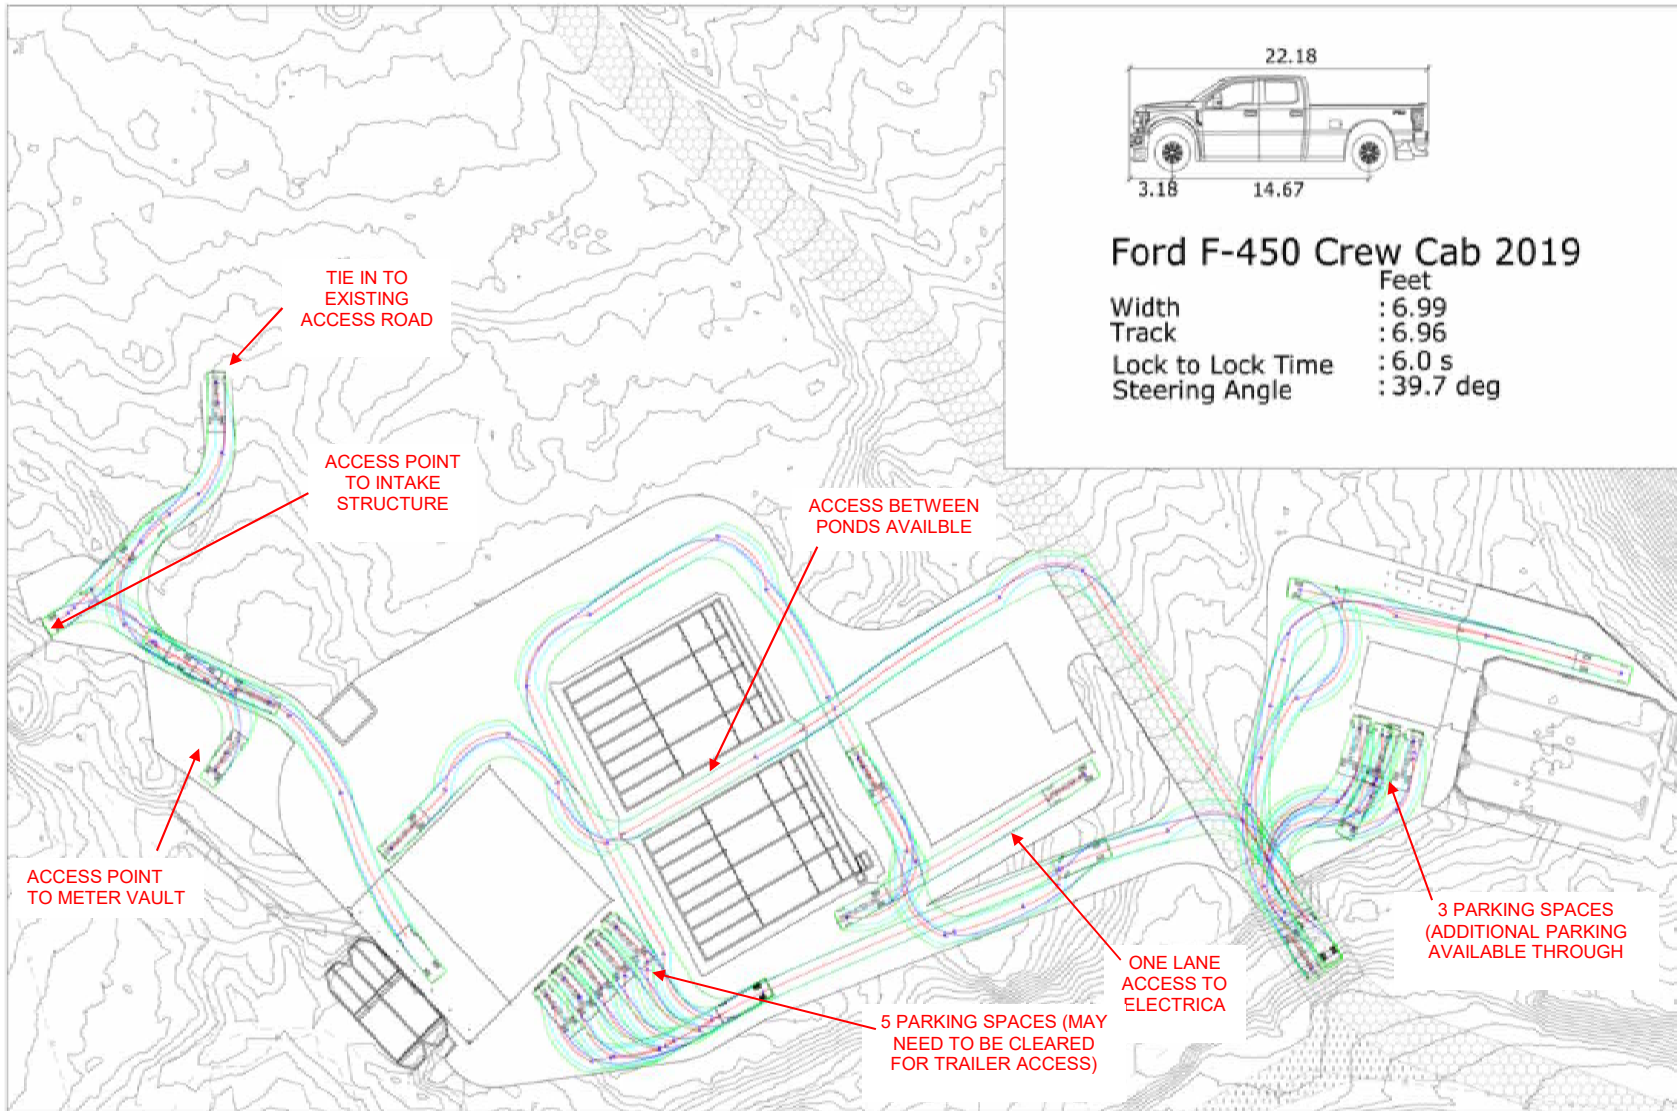 22.18
3.18
14.67
Ford F-450 Crew Cab 2019
Feet
Width : 6.99
Track : 6.96
Lock to Lock Time : 6.0 s
Steering Angle : 39.7 deg
TIE IN TO
EXISTING
ACCESS ROAD
ACCESS POINT
TO INTAKE
STRUCTURE
ACCESS BETWEEN
PONDS AVAILBLE
ACCESS POINT
TO METER VAULT
5 PARKING SPACES (MAY
NEED TO BE CLEARED
FOR TRAILER ACCESS)
ONE LANE
ACCESS TO
ELECTRICA
3 PARKING SPACES
(ADDITIONAL PARKING
AVAILABLE THROUGH